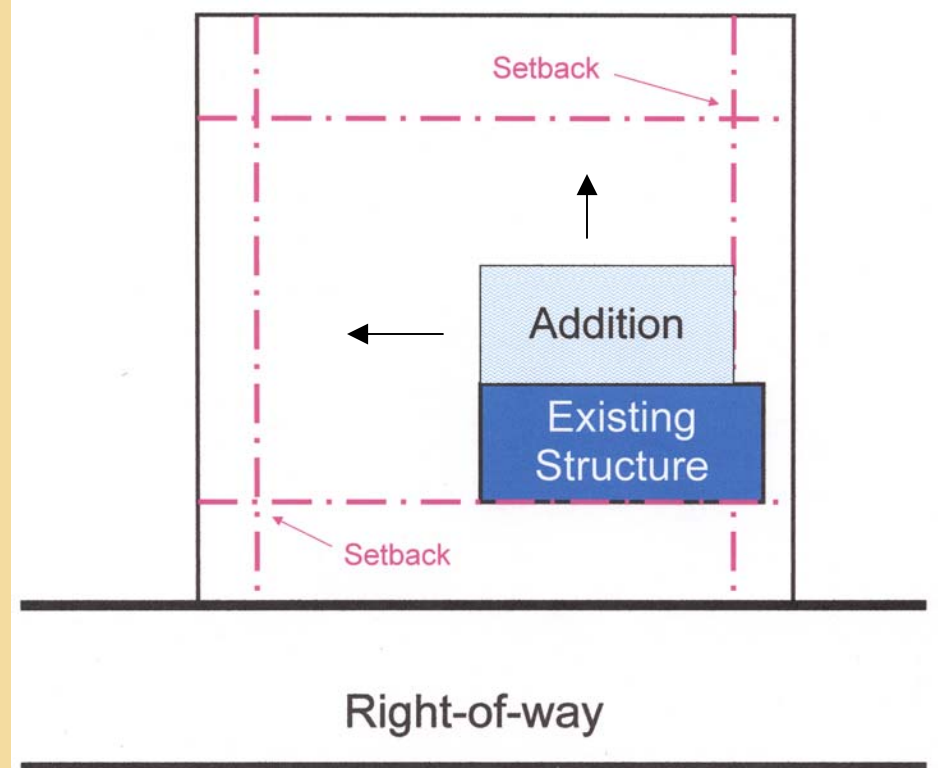 Setback
Addition
Existing
Structure
Setback
Right-of-way